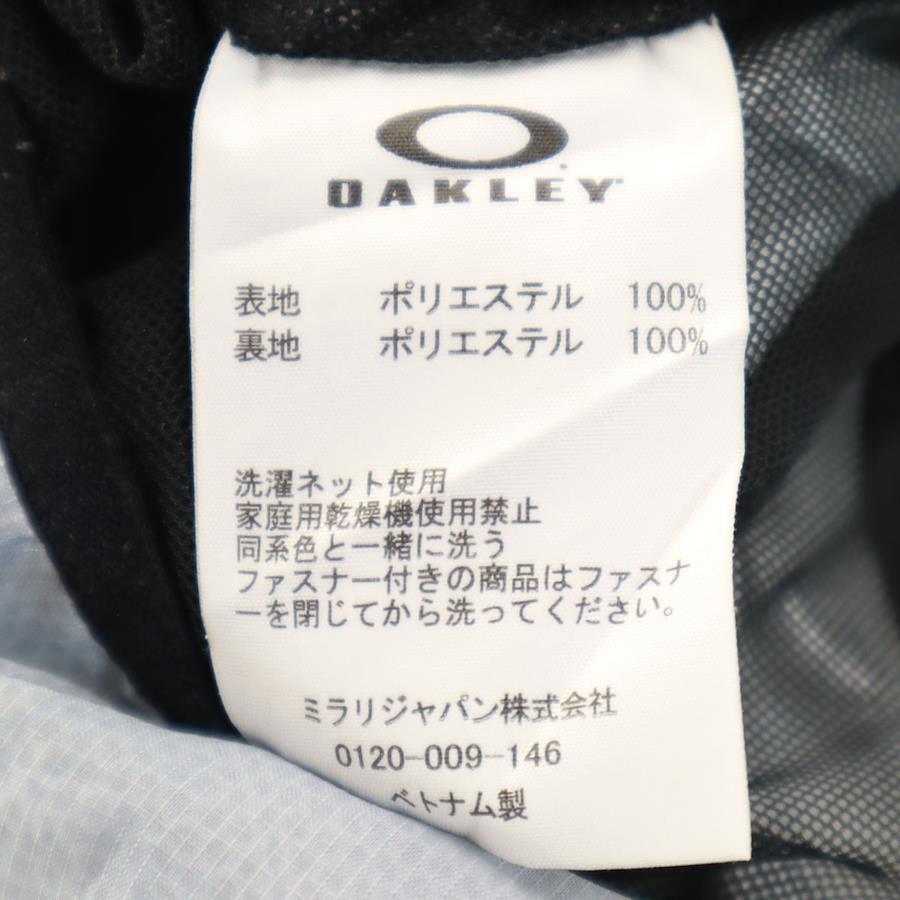 OAKLEY
表地 ポリエステル 100%
裏地 ポリエステル 100%
洗濯ネット使用
家庭用乾燥機使用禁止
同系色と一緒に洗う
ファスナー付きの商品はファスナ
ーを閉じてから洗ってください。
ミラリジャパン株式会社
0120-009-146
ベトナム製